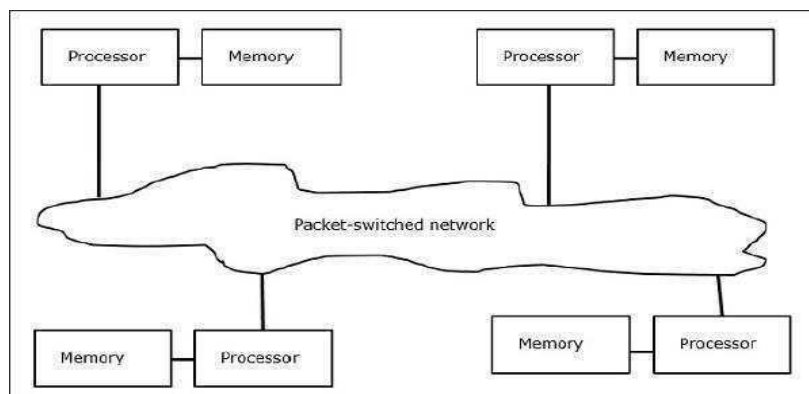 Processor
Memory
Processor
Memory
Packet-switched network
Memory
Processor
Memory
Processor